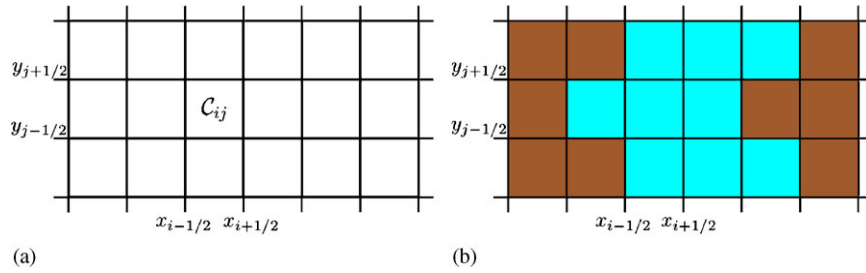 y_{j+1/2}
y_{j-1/2}
C_{ij}
x_{i-1/2} x_{i+1/2}
(a)
y_{j+1/2}
y_{j-1/2}
x_{i-1/2} x_{i+1/2}
(b)